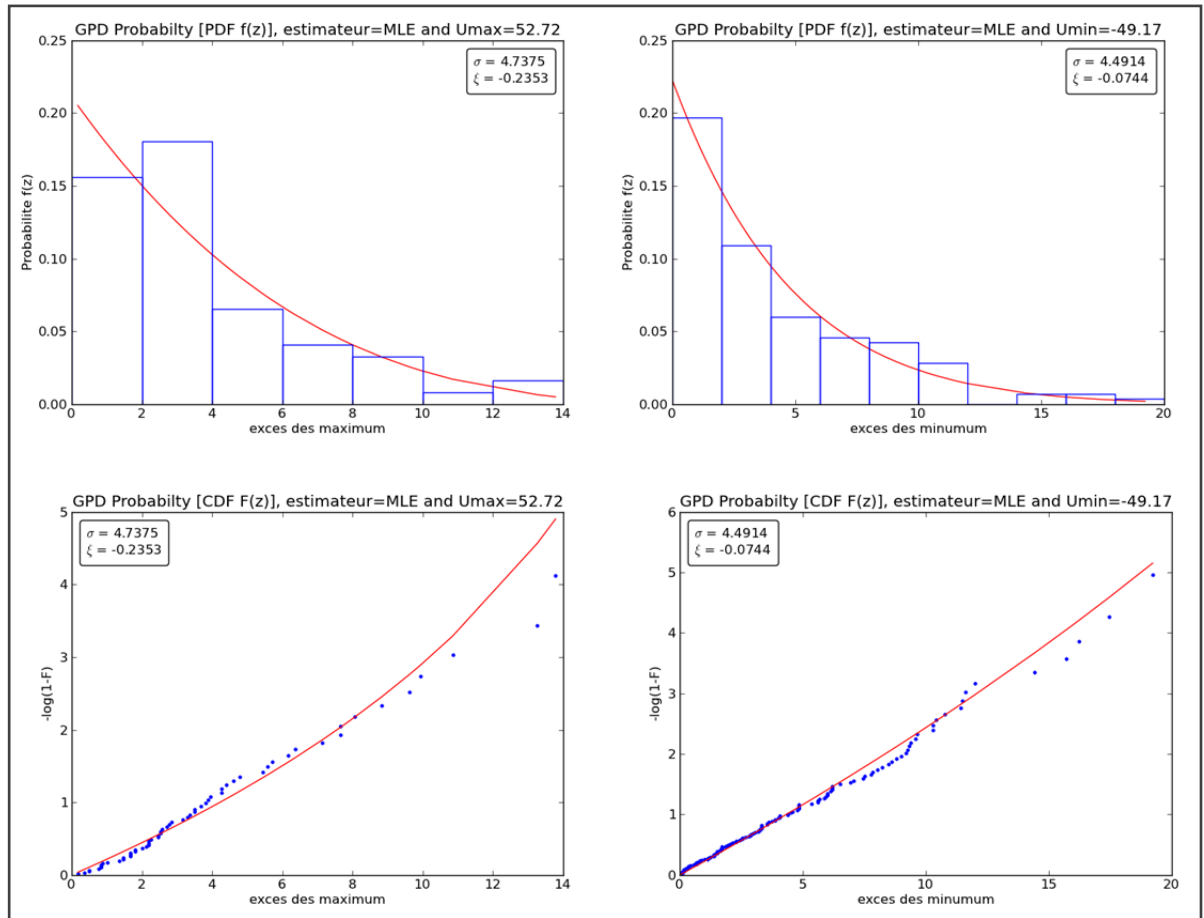 GPD Probabilty [PDF f(z)], estimateur=MLE and Umax=52.72
σ = 4.7375
ξ = -0.2353
Probabilite f(z)
0.25
0.20
0.15
0.10
0.05
0.00
0 2 4 6 8 10 12 14
exces des maximum
GPD Probabilty [PDF f(z)], estimateur=MLE and Umin=-49.17
σ = 4.4914
ξ = -0.0744
Probabilite f(z)
0.25
0.20
0.15
0.10
0.05
0.00
0 5 10 15 20
exces des minumum
GPD Probabilty [CDF F(z)], estimateur=MLE and Umax=52.72
σ = 4.7375
ξ = -0.2353
-log(1-F)
5
4
3
2
1
0
0 2 4 6 8 10 12 14
exces des maximum
GPD Probabilty [CDF F(z)], estimateur=MLE and Umin=-49.17
σ = 4.4914
ξ = -0.0744
-log(1-F)
6
5
4
3
2
1
0
0 5 10 15 20
exces des minumum